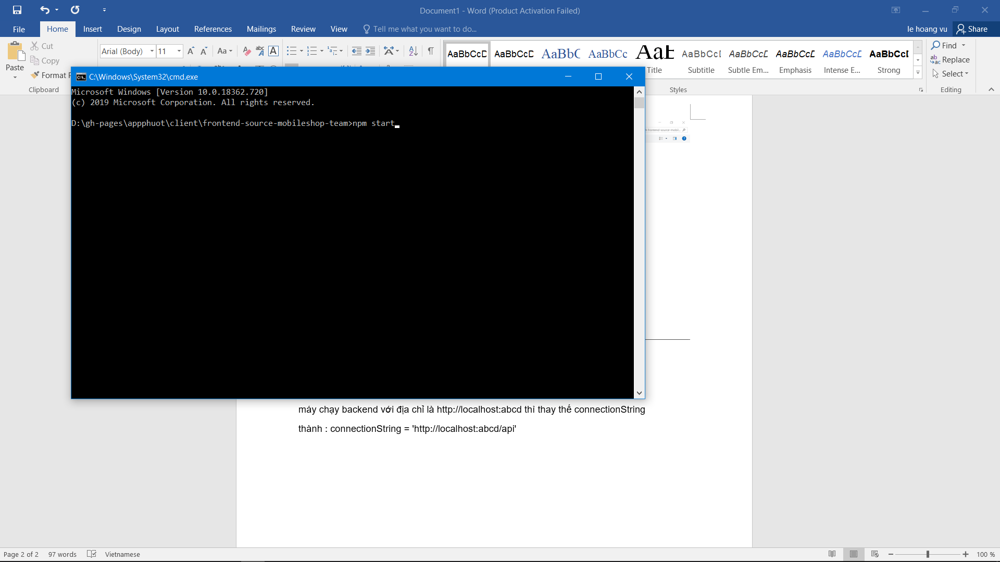 Document1 - Word (Product Activation Failed)
File Home Insert Design Layout References Mailings Review View Tell me what you want to do... le hoang vu Share
Paste
Cut
Copy
Format P
Clipboard
Arial (Body) 11 Aa
AaBbCcD AaBbCcD AaBbC AaBbCc AaB AaBbCcD AaBbCcD AaBbCcD AaBbCcD AaBbCcD
Title Subtitle Subtle Em... Emphasis Intense E... Strong
Styles
Find
Replace
Select
Editing
C:\Windows\System32\cmd.exe
Microsoft Windows [Version 10.0.18362.720]
(c) 2019 Microsoft Corporation. All rights reserved.
D:\gh-pages\appphuot\client\frontend-source-mobileshop-team>npm start
frontend-source-mobil...
máy chạy backend với địa chỉ là http://localhost:abcd thì thay thế connectionString
thành : connectionString = 'http://localhost:abcd/api'
Page 2 of 2 97 words Vietnamese 100 %